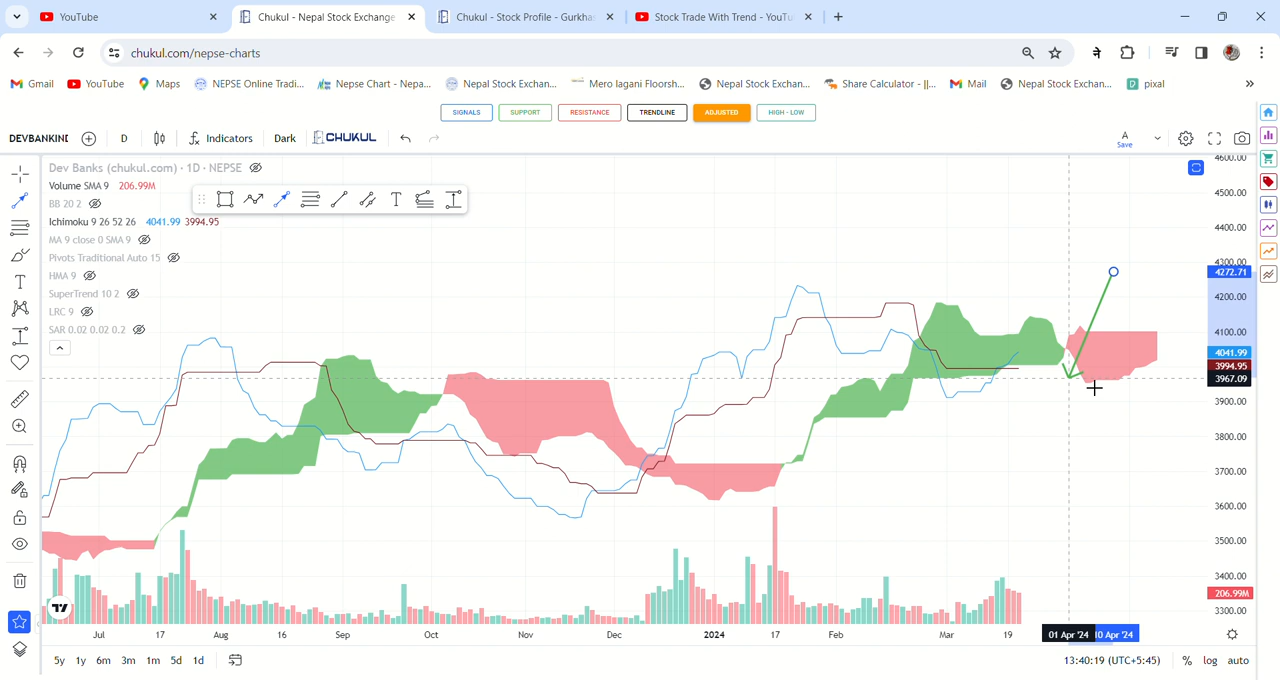 YouTube
Chukul - Nepal Stock Exchange
Chukul - Stock Profile - Gurkha
Stock Trade With Trend - YouTu
chukul.com/nepse-charts
Gmail YouTube Maps NEPSE Online Tradi... Nepse Chart - Nepa... Nepal Stock Exchan... Mero lagani Floorsh... Nepal Stock Exchan... Share Calculator - ||... Mail Nepal Stock Exchan... pixal
SIGNALS SUPPORT RESISTANCE TRENDLINE ADJUSTED HIGH - LOW
DEVBANKIN D Indicators Dark CHUKUL A Save
Dev Banks (chukul.com) · 1D · NEPSE
Volume SMA 9 206.99M
BB 20 2
Ichimoku 9 26 52 26 4041.99 3994.95
MA 9 close 0 SMA 9
Pivots Traditional Auto 15
HMA 9
SuperTrend 10 2
LRC 9
SAR 0.02 0.02 0.2
4600.00
4500.00
4400.00
4300.00
4272.71
4200.00
4100.00
4041.99
3994.95
3967.09
3900.00
3800.00
3700.00
3600.00
3500.00
3400.00
206.99M
3300.00
Jul 17 Aug 16 Sep Oct Nov Dec 2024 17 Feb Mar 19 01 Apr '24 10 Apr '24
5y 1y 6m 3m 1m 5d 1d 13:40:19 (UTC+5:45) % log auto